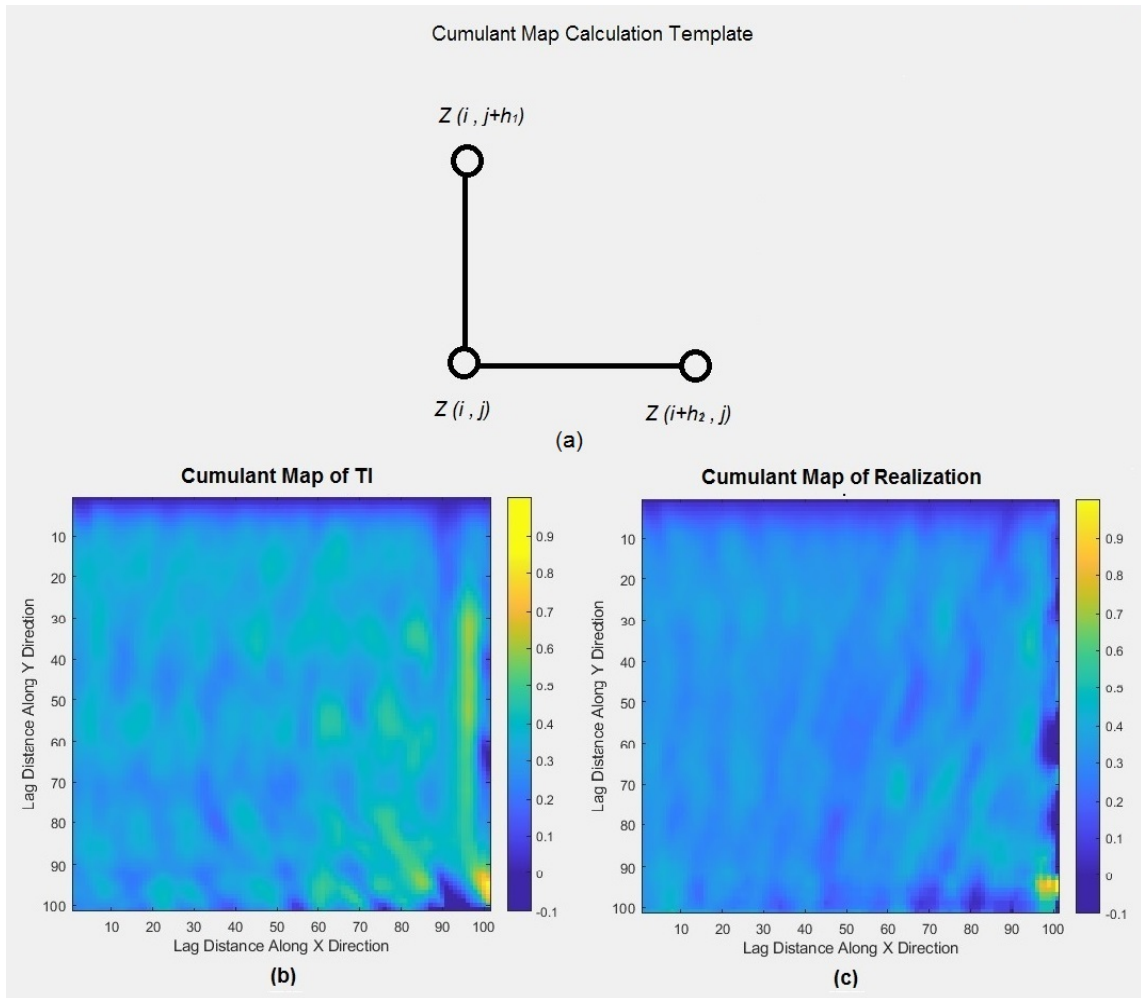 Cumulant Map Calculation Template
Z (i , j+h₁)
Z (i , j)
Z (i+h₂ , j)
(a)
Cumulant Map of TI
Lag Distance Along Y Direction
10
20
30
40
50
60
70
80
90
100
10 20 30 40 50 60 70 80 90 100
Lag Distance Along X Direction
0.9
0.8
0.7
0.6
0.5
0.4
0.3
0.2
0.1
0
-0.1
(b)
Cumulant Map of Realization
Lag Distance Along Y Direction
10
20
30
40
50
60
70
80
90
100
10 20 30 40 50 60 70 80 90 100
Lag Distance Along X Direction
0.9
0.8
0.7
0.6
0.5
0.4
0.3
0.2
0.1
0
-0.1
(c)